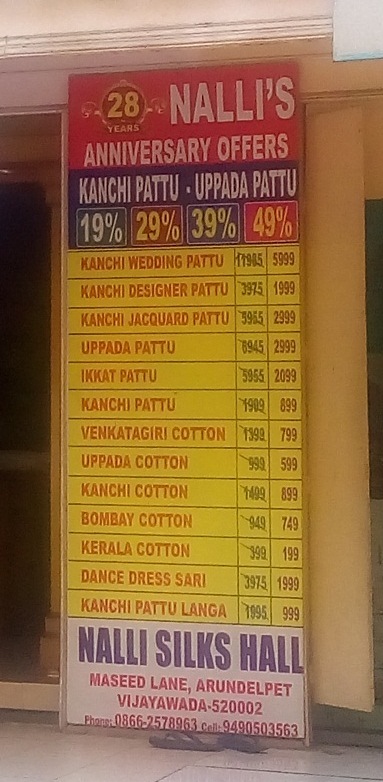 28
YEARS
NALLI'S
ANNIVERSARY OFFERS
KANCHI PATTU - UPPADA PATTU
19% 29% 39% 49%
KANCHI WEDDING PATTU 11985 5999
KANCHI DESIGNER PATTU 3975 1999
KANCHI JACQUARD PATTU 5955 2999
UPPADA PATTU 6945 2999
IKKAT PATTU 5955 2099
KANCHI PATTU 1909 899
VENKATAGIRI COTTON 1399 799
UPPADA COTTON 999 599
KANCHI COTTON 1499 899
BOMBAY COTTON 949 749
KERALA COTTON 399 199
DANCE DRESS SARI 3975 1999
KANCHI PATTU LANGA 1995 999
NALLI SILKS HALL
MASEED LANE, ARUNDELPET
VIJAYAWADA-520002
Phans: 0866-2578963 Cell: 9490503563